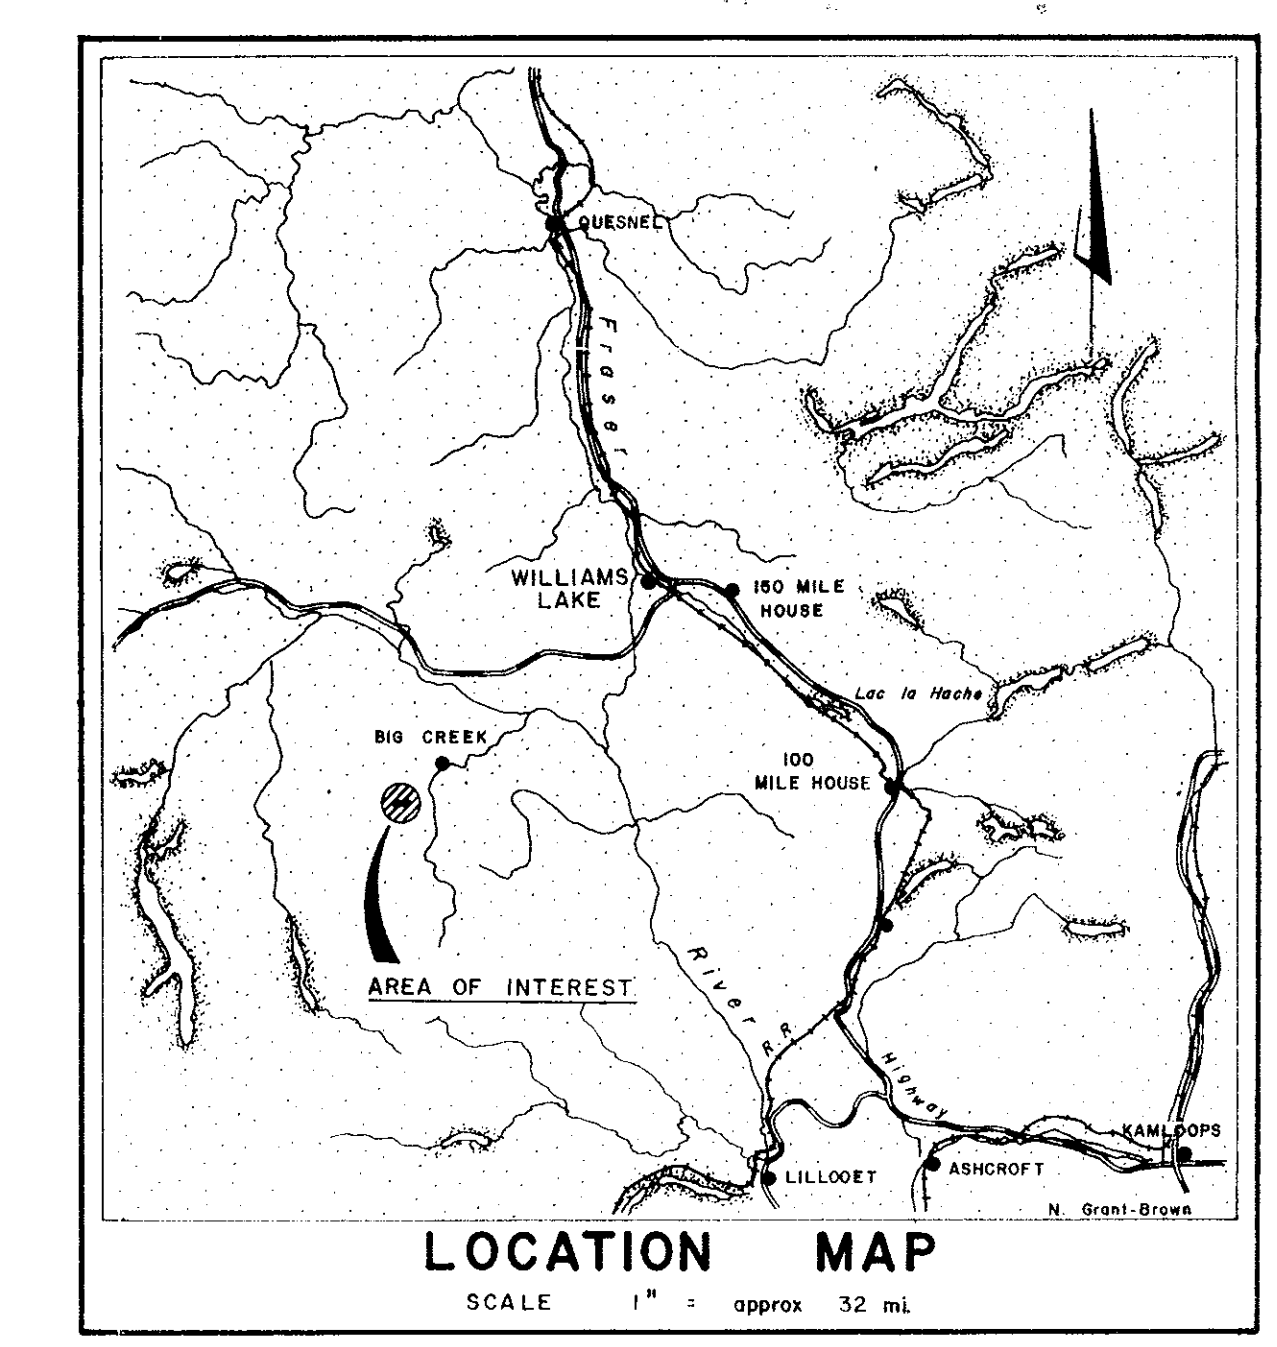 QUESNEL
Fraser
WILLIAMS
LAKE
150 MILE
HOUSE
Lac la Hache
BIG CREEK
100
MILE HOUSE
AREA OF INTEREST
River
R.R.
Highway
KAMLOOPS
ASHCROFT
LILLOOET
N. Grant-Brown
LOCATION MAP
SCALE 1" = approx 32 mi.